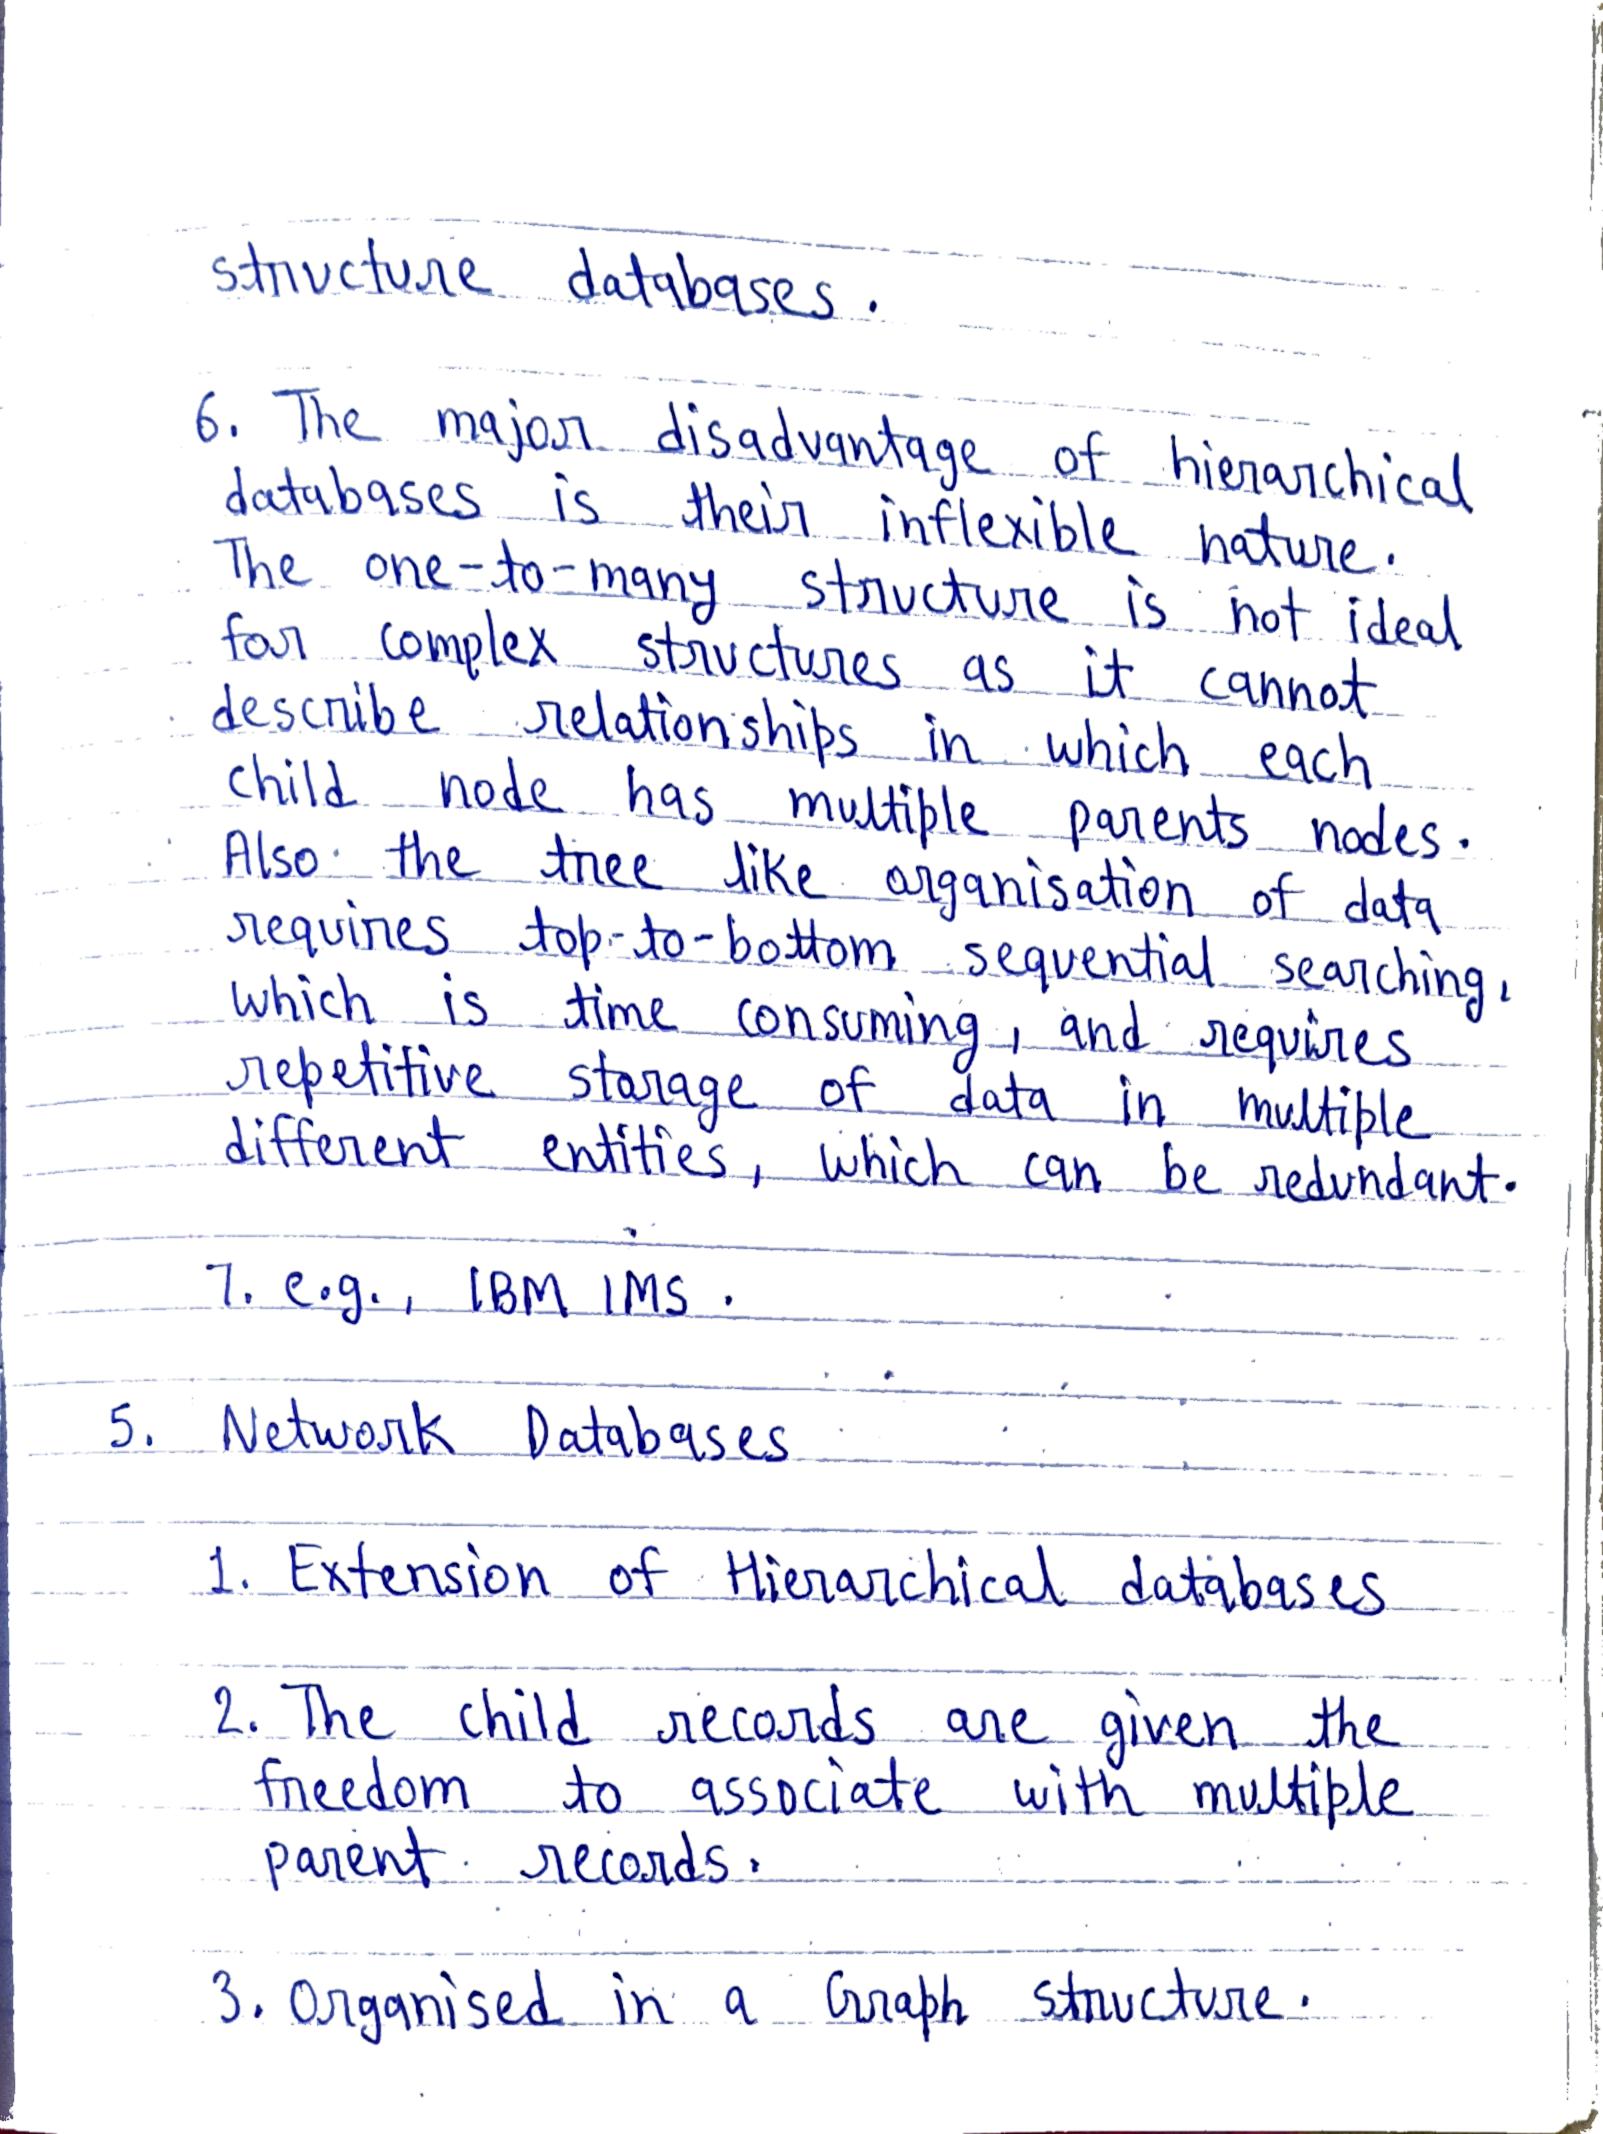 structure databases.
6. The major disadvantage of hierarchical
databases is their inflexible nature.
The one-to-many structure is not ideal
for complex structures as it cannot
describe relationships in which each
child node has multiple parents nodes.
Also the tree like organisation of data
requires top-to-bottom sequential searching,
which is time consuming, and requires
repetitive storage of data in multiple
different entities, which can be redundant.
7. e.g., IBM IMS.
5. Network Databases
1. Extension of Hierarchical databases
2. The child records are given the
freedom to associate with multiple
parent records.
3. Organised in a Graph structure.